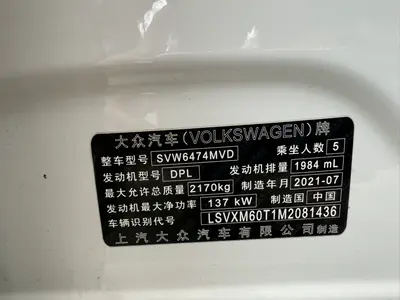 大众汽车(VOLKSWAGEN)牌
整车型号 SVW6474MVD 乘坐人数 5
发动机型号 DPL 发动机排量 1984 mL
最大允许总质量 2170kg 制造年月 2021-07
发动机最大净功率 137 kW 制造国 中国
车辆识别代号 LSVXM60T1M2081436
上汽大众汽车有限公司制造